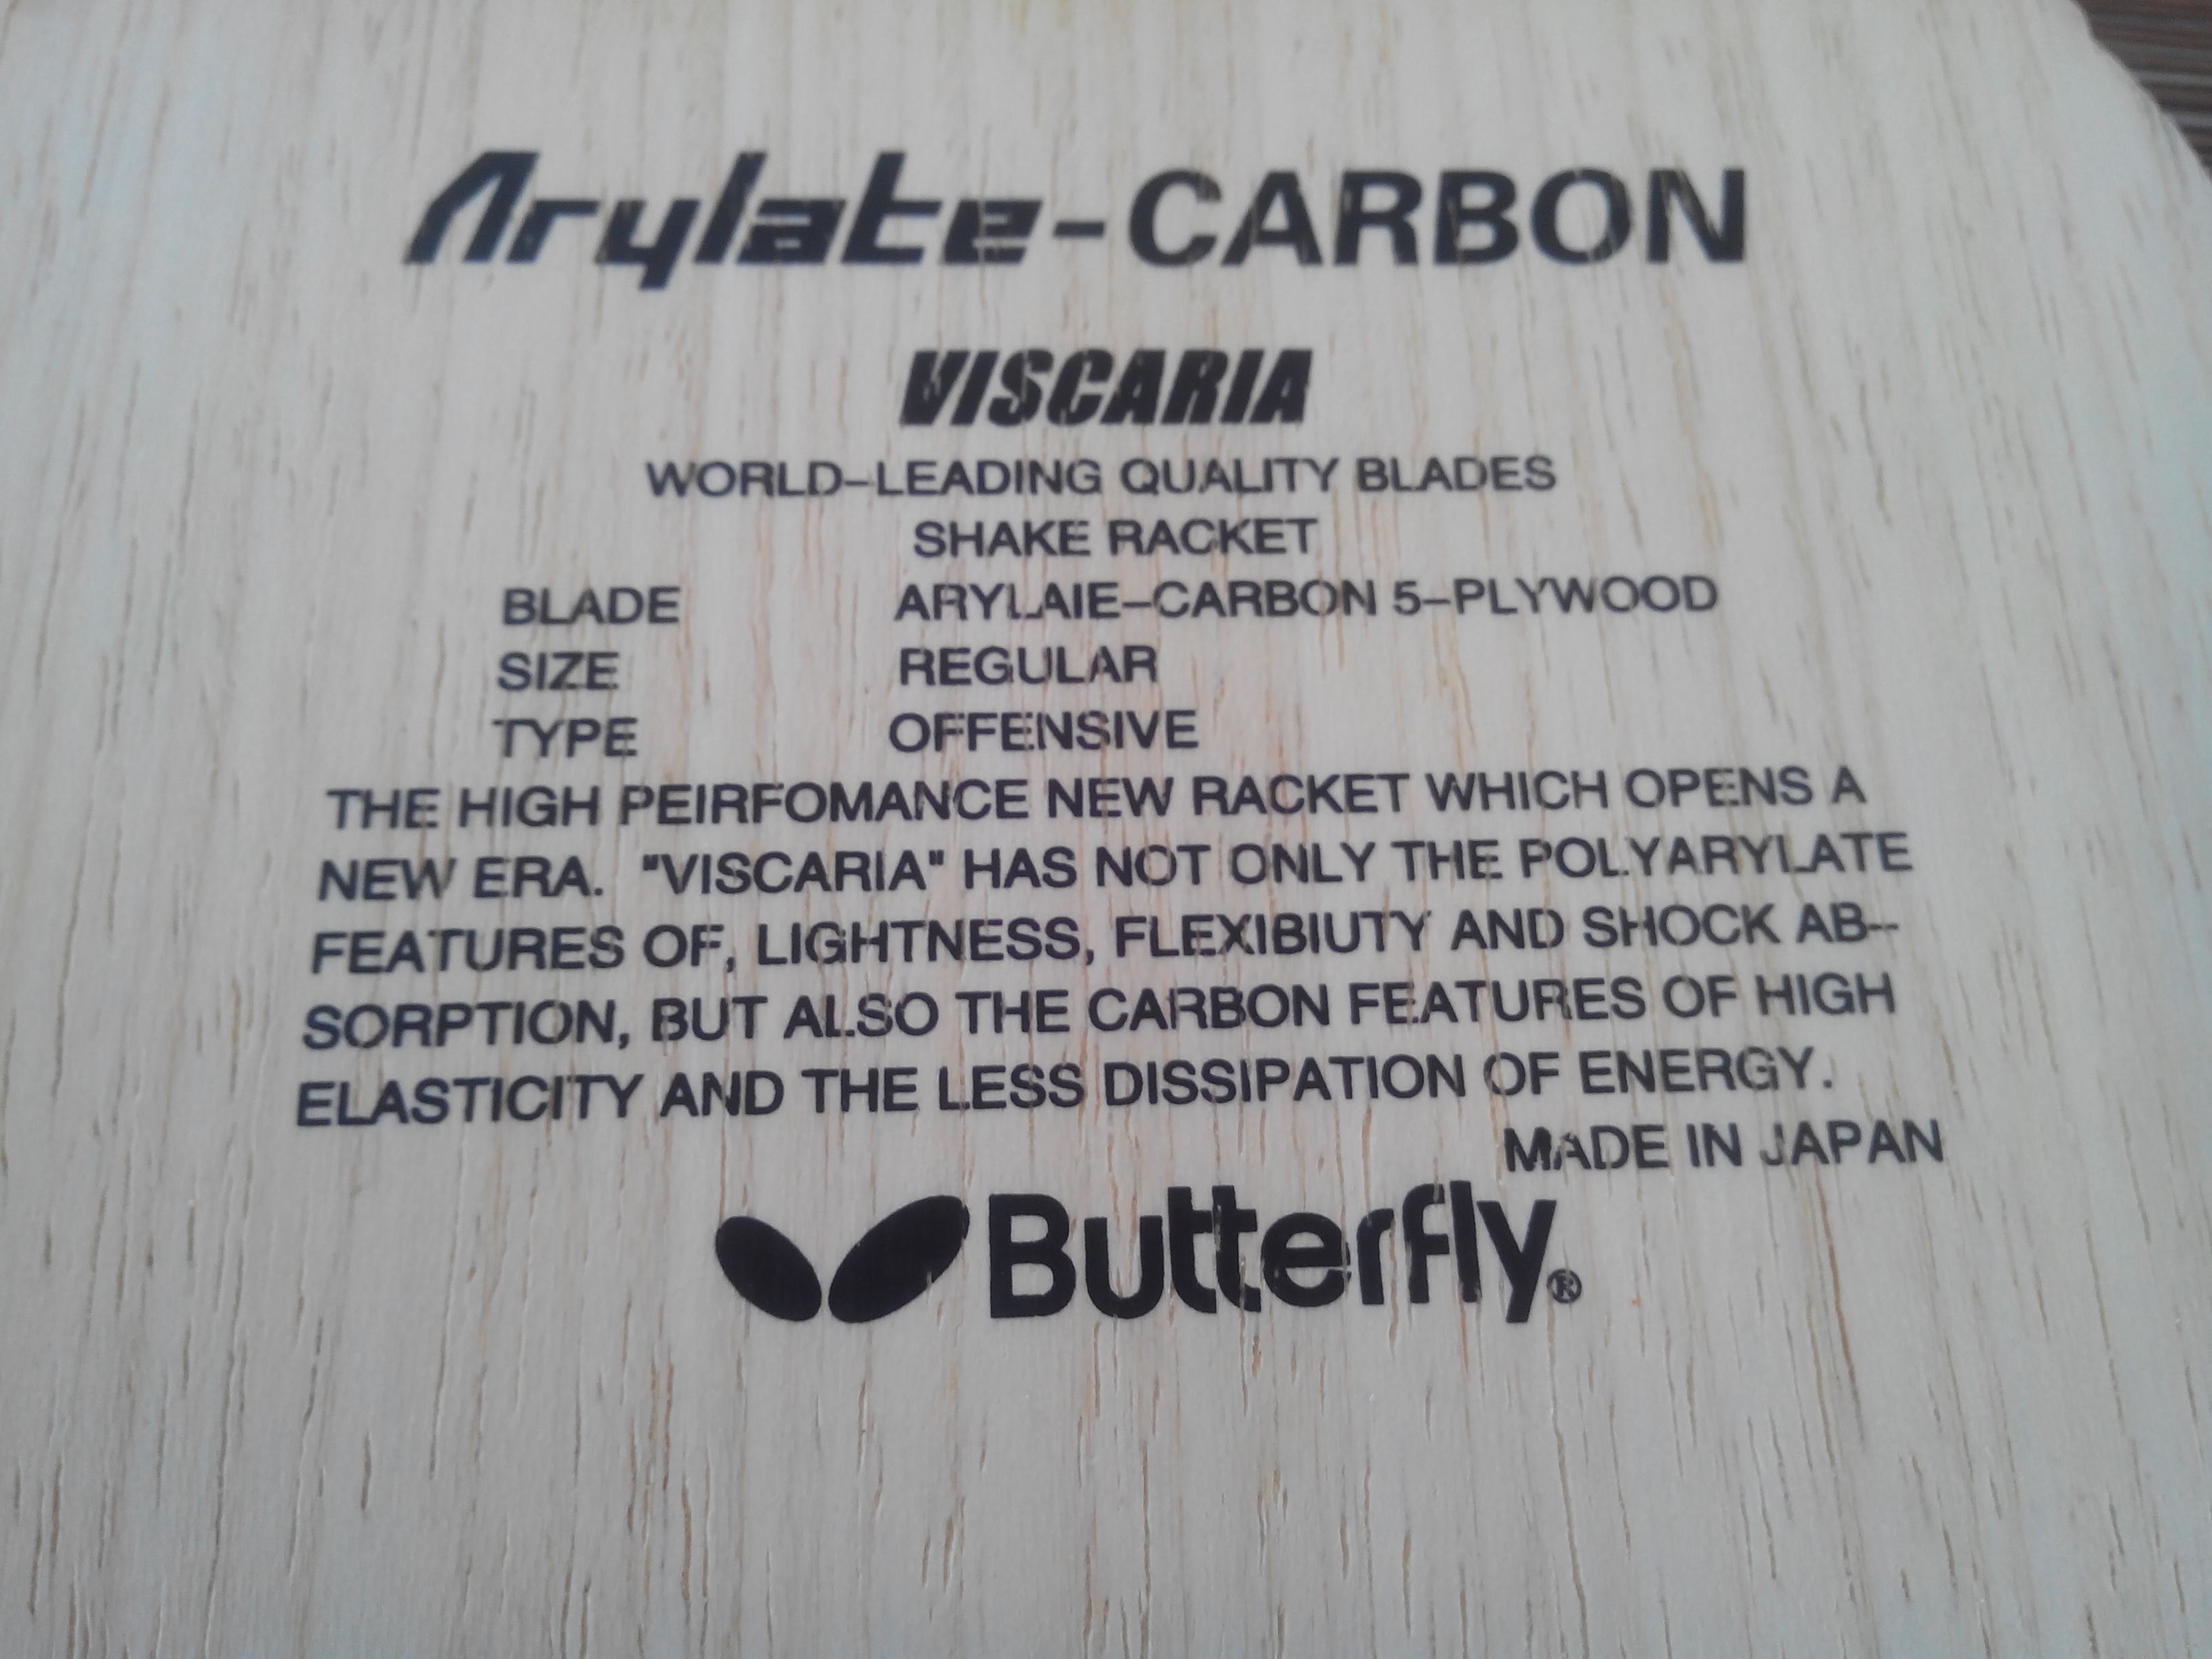 Arylate-CARBON
VISCARIA
WORLD-LEADING QUALITY BLADES
SHAKE RACKET
BLADE ARYLAIE-CARBON 5-PLYWOOD
SIZE REGULAR
TYPE OFFENSIVE
THE HIGH PEIRFOMANCE NEW RACKET WHICH OPENS A
NEW ERA. "VISCARIA" HAS NOT ONLY THE POLYARYLATE
FEATURES OF, LIGHTNESS, FLEXIBIUTY AND SHOCK AB-
SORPTION, BUT ALSO THE CARBON FEATURES OF HIGH
ELASTICITY AND THE LESS DISSIPATION OF ENERGY.
MADE IN JAPAN
Butterfly®